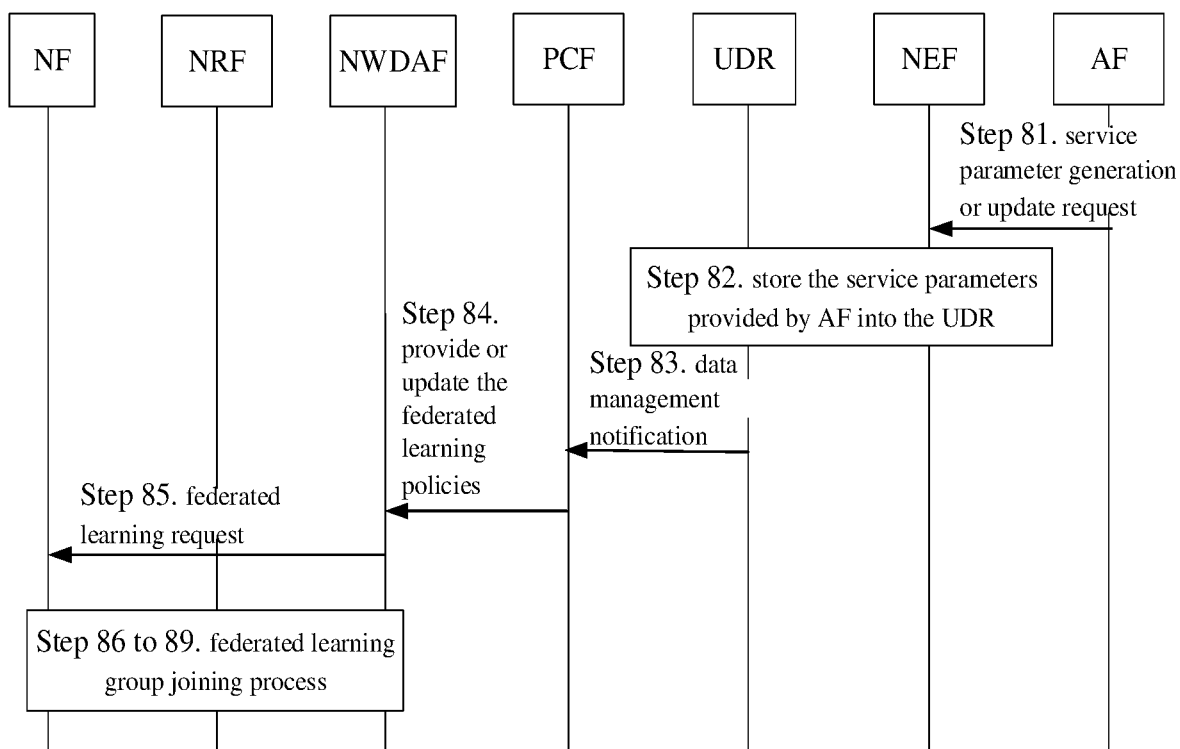 NF
NRF
NWDAF
PCF
UDR
NEF
AF
Step 81. service
parameter generation
or update request
Step 82. store the service parameters
provided by AF into the UDR
Step 83. data
management
notification
Step 84.
provide or
update the
federated
learning
policies
Step 85. federated
learning request
Step 86 to 89. federated learning
group joining process